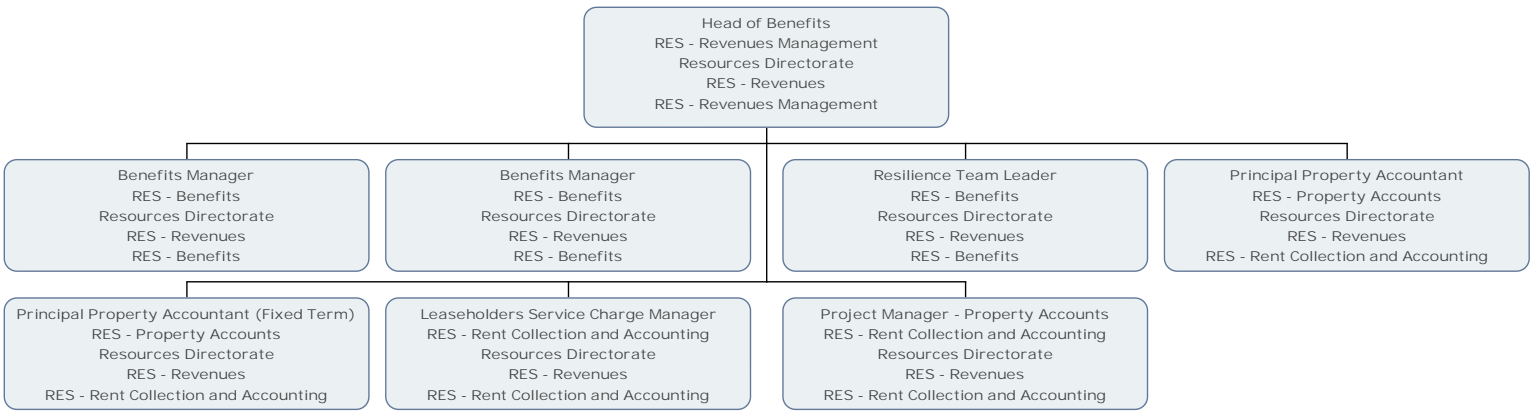 Head of Benefits
RES - Revenues Management
Resources Directorate
RES - Revenues
RES - Revenues Management
Benefits Manager
RES - Benefits
Resources Directorate
RES - Revenues
RES - Benefits
Benefits Manager
RES - Benefits
Resources Directorate
RES - Revenues
RES - Benefits
Resilience Team Leader
RES - Benefits
Resources Directorate
RES - Revenues
RES - Benefits
Principal Property Accountant
RES - Property Accounts
Resources Directorate
RES - Revenues
RES - Rent Collection and Accounting
Principal Property Accountant (Fixed Term)
RES - Property Accounts
Resources Directorate
RES - Revenues
RES - Rent Collection and Accounting
Leaseholders Service Charge Manager
RES - Rent Collection and Accounting
Resources Directorate
RES - Revenues
RES - Rent Collection and Accounting
Project Manager - Property Accounts
RES - Rent Collection and Accounting
Resources Directorate
RES - Revenues
RES - Rent Collection and Accounting